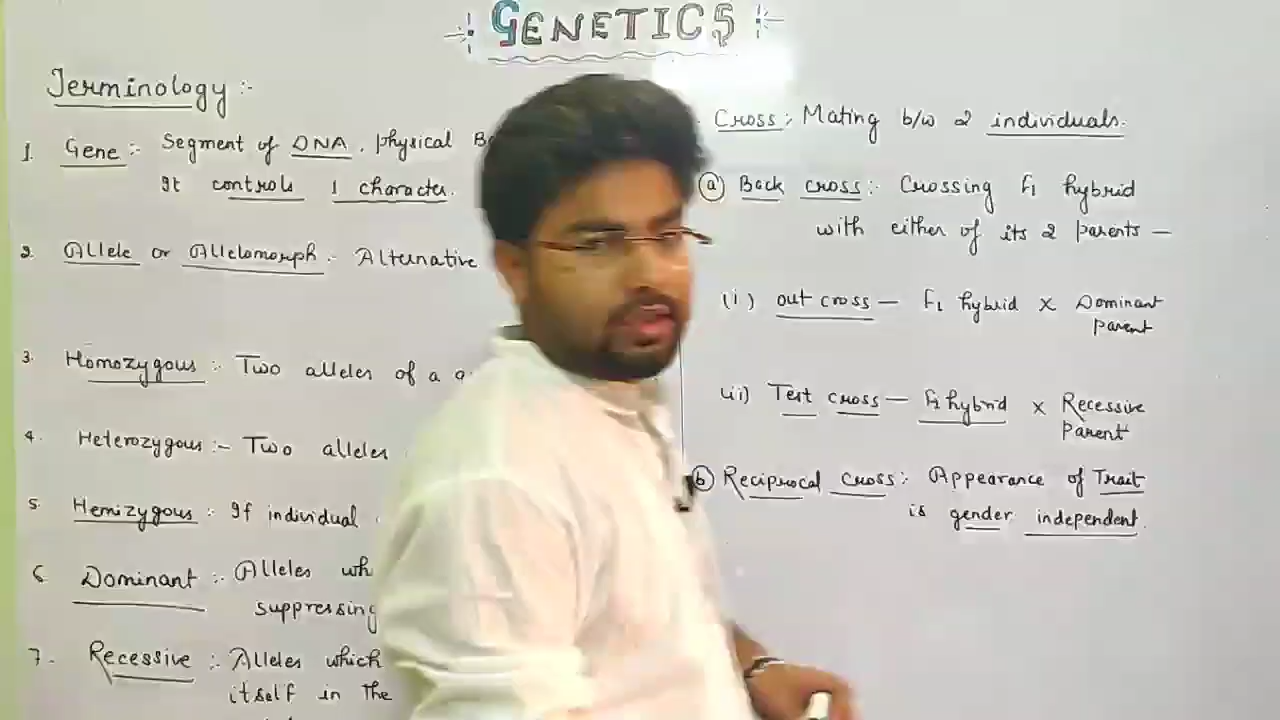 GENETICS
Terminology :-
1. Gene :- Segment of DNA. physical
It controls 1 character.
2. Allele or Allelomorph :- Alternative
3. Homozygous :- Two alleles of a
4. Heterozygous :- Two alleles
5. Hemizygous :- If individual
6. Dominant :- Alleles
suppressing
7. Recessive :- Alleles which
itself in the
Cross :- Mating b/w 2 individuals.
(a) Back cross :- Crossing F1 hybrid
with either of its 2 parents —
(i) out cross — F1 hybrid x Dominant
parent
(ii) Test cross — F1 hybrid x Recessive
Parent
(b) Reciprocal cross :- Appearance of Trait
is gender independent.